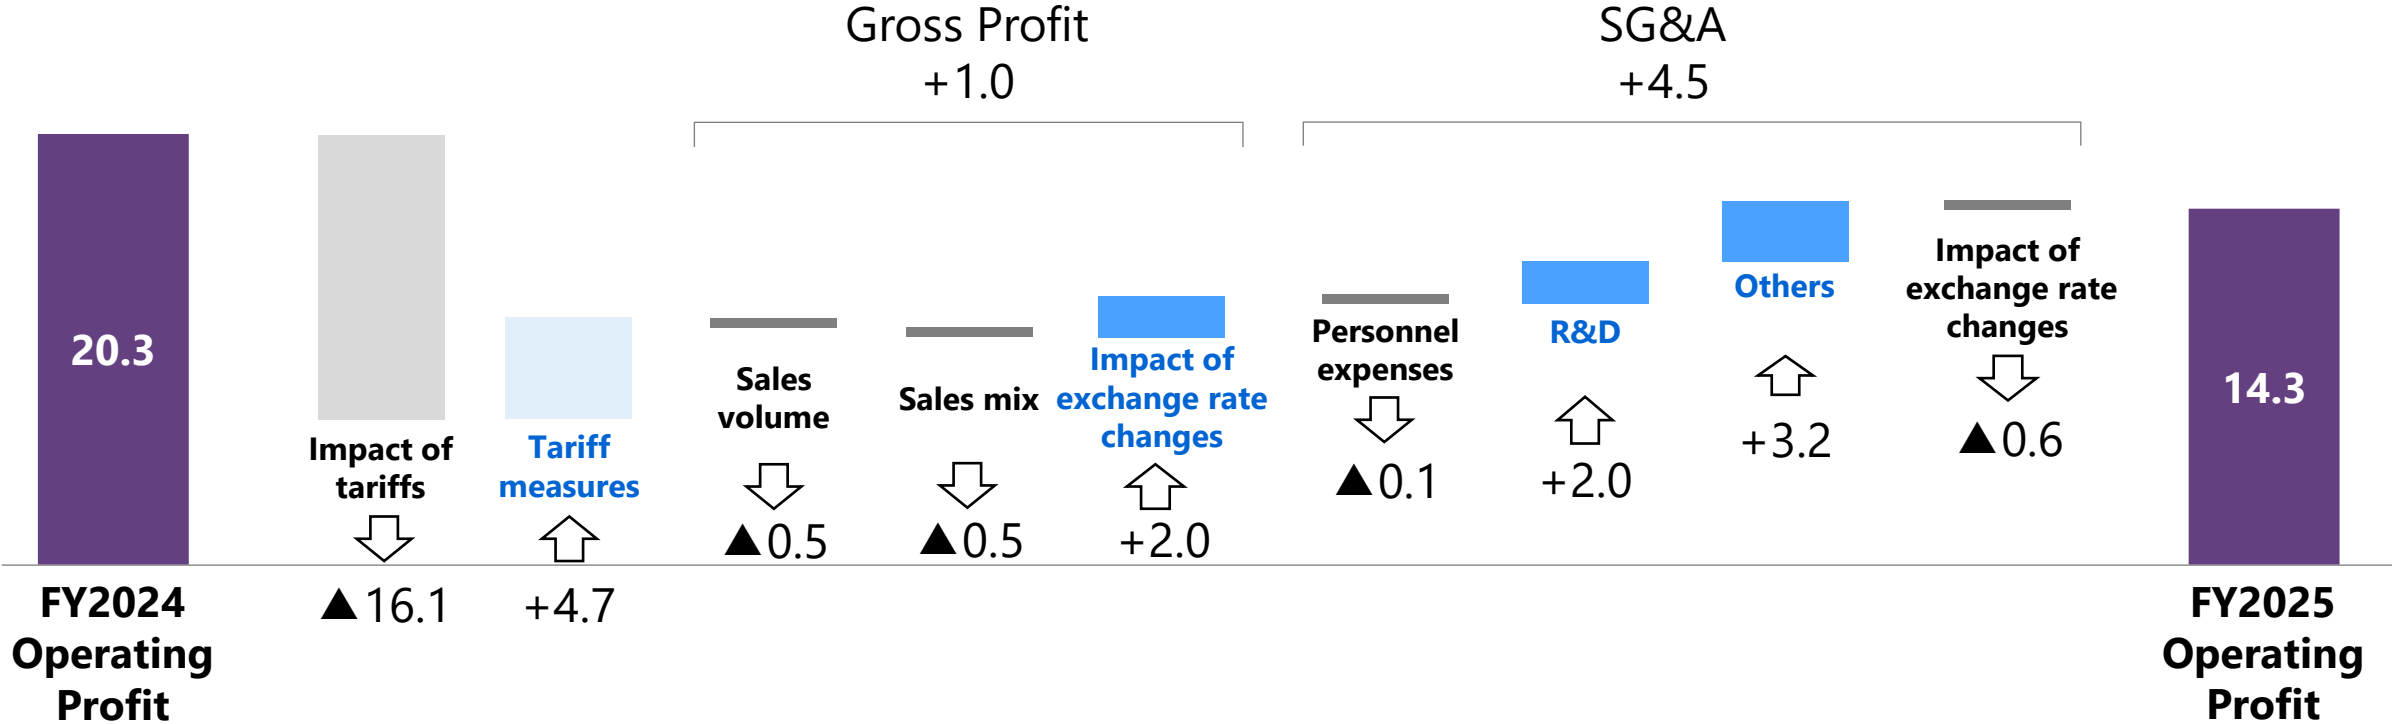 Gross Profit
+1.0
SG&A
+4.5
20.3
FY2024
Operating
Profit
Impact of
tariffs
▲16.1
Tariff
measures
+4.7
Sales
volume
▲0.5
Sales mix
▲0.5
Impact of
exchange rate
changes
+2.0
Personnel
expenses
▲0.1
R&D
+2.0
Others
+3.2
Impact of
exchange rate
changes
▲0.6
14.3
FY2025
Operating
Profit